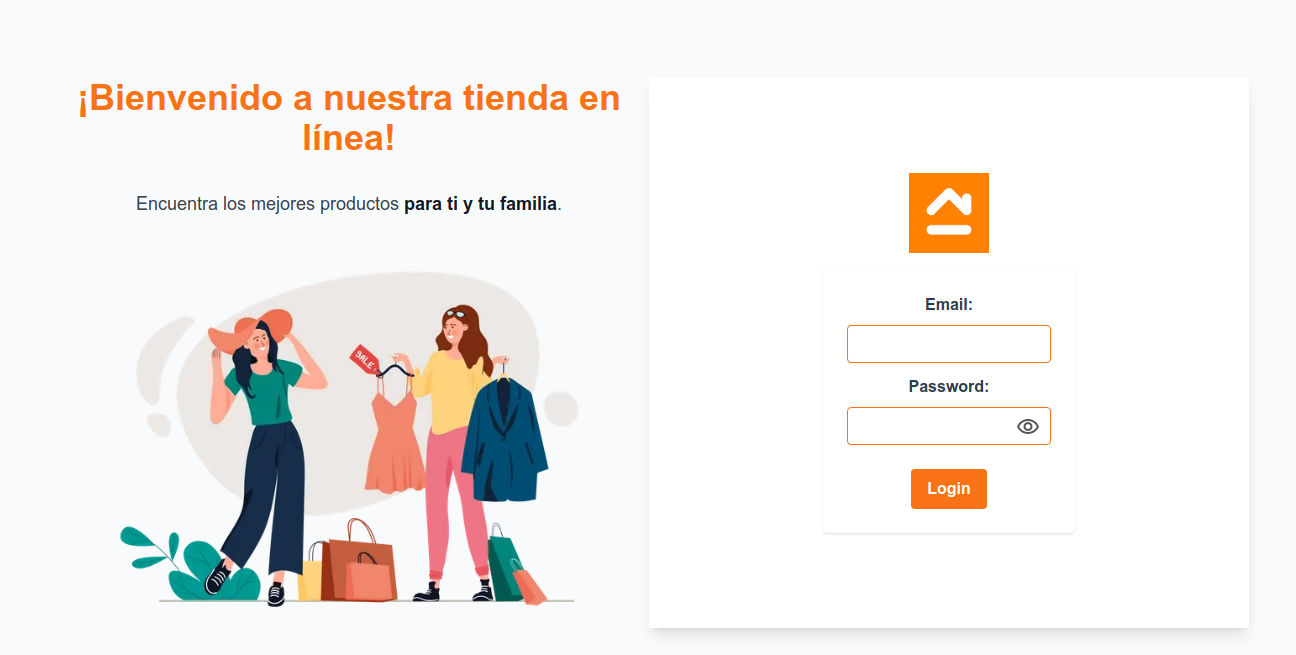 ¡Bienvenido a nuestra tienda en
línea!
Encuentra los mejores productos para ti y tu familia.
SALE
Email:
Password:
Login